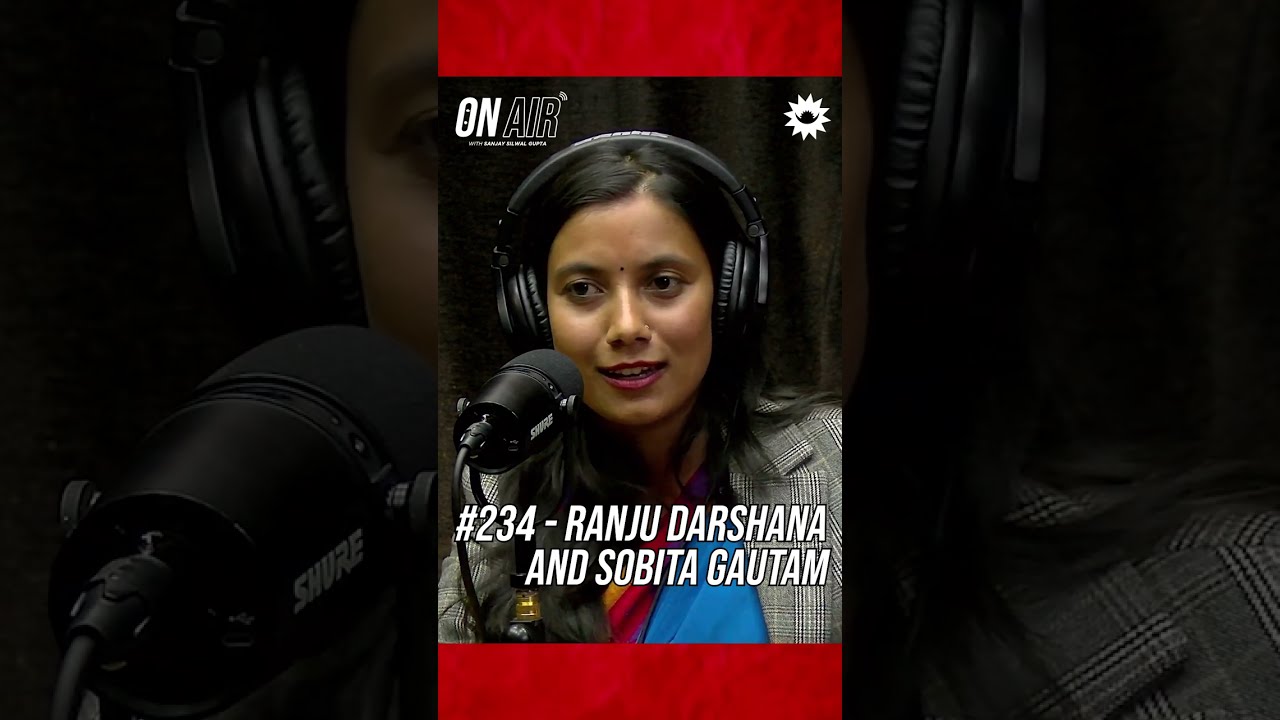 ON AIR
WITH SANJAY SILWAL GUPTA
SHURE
SHURE
#234 - RANJU DARSHANA
AND SOBITA GAUTAM